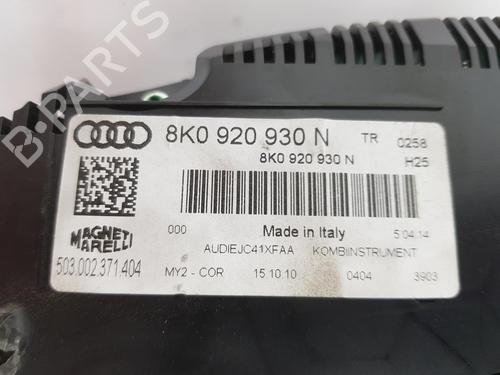 B-PARTS
8K0 920 930 N TR 0258
8K0 920 930 N H25
000 Made in Italy 5.04.14
MAGNETI MARELLI AUDIEJC41XFAA KOMBIINSTRUMENT
503.002.371.404 MY2 - COR 15.10.10 0404 3903